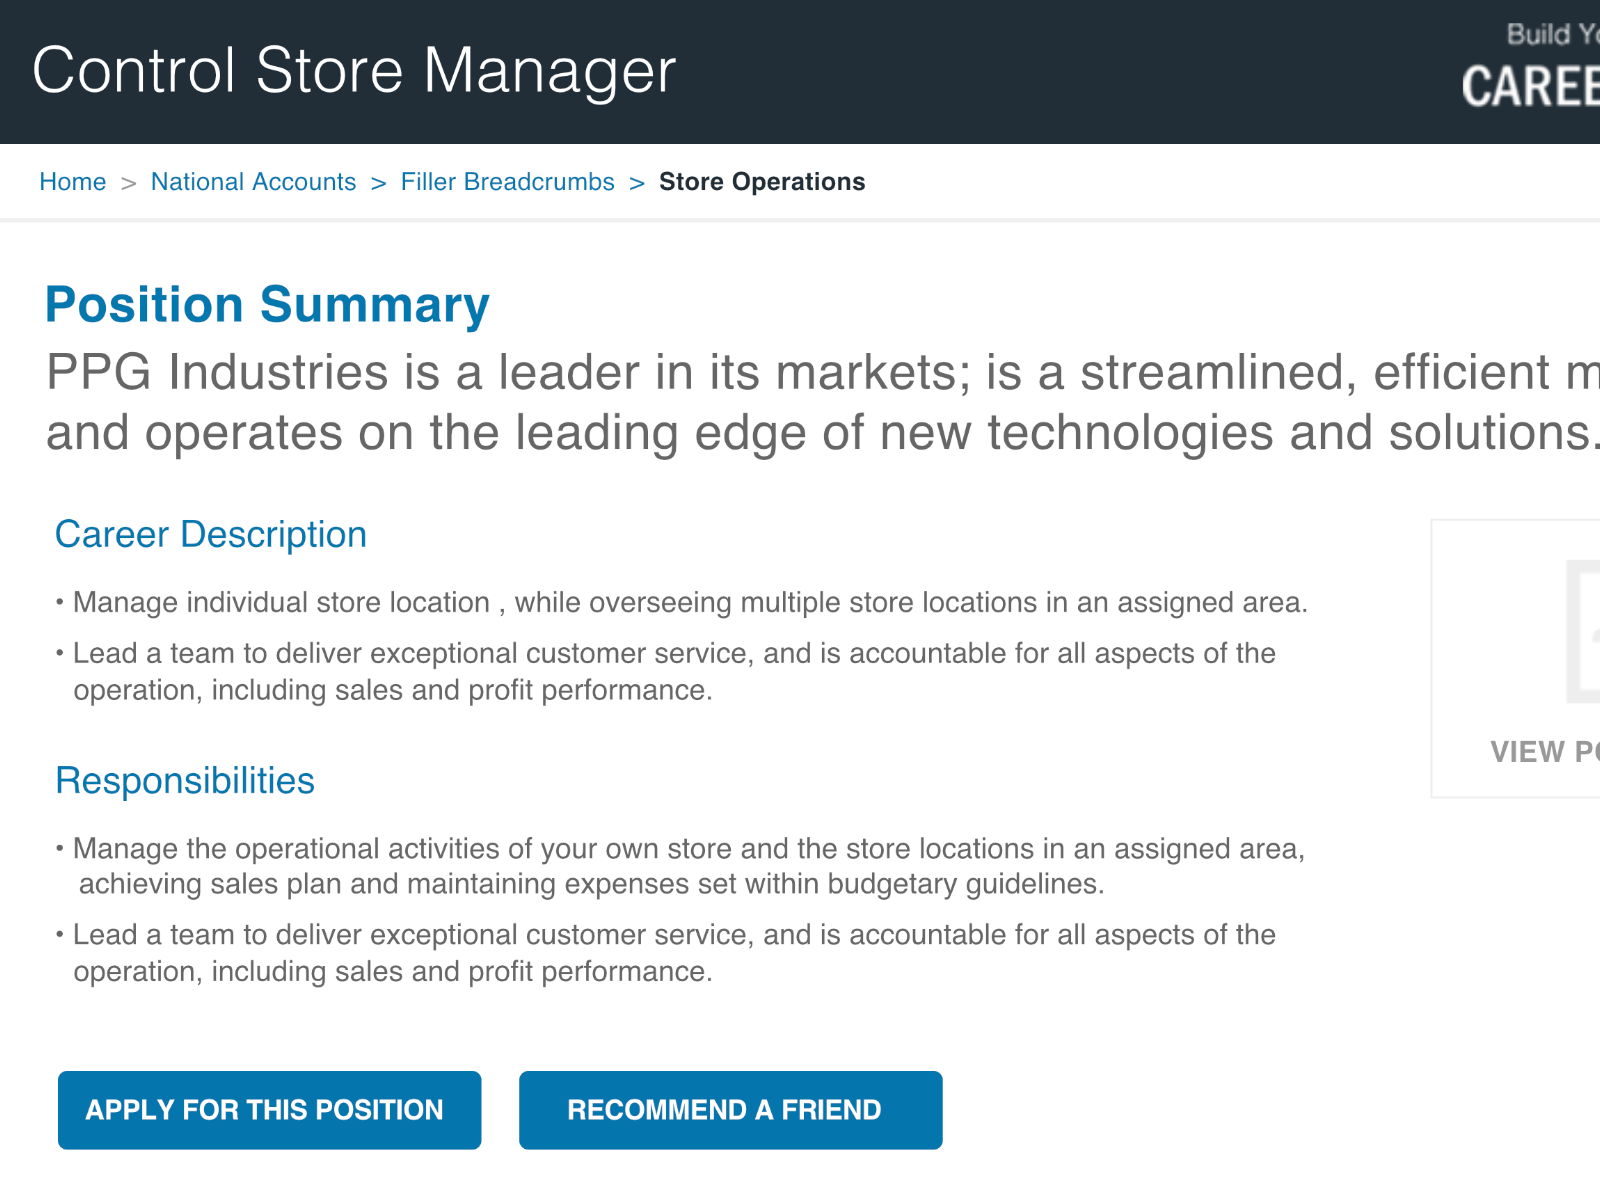 Control Store Manager
Build
CAREE
Home > National Accounts > Filler Breadcrumbs > Store Operations
Position Summary
PPG Industries is a leader in its markets; is a streamlined, efficient
and operates on the leading edge of new technologies and solutions.
Career Description
• Manage individual store location , while overseeing multiple store locations in an assigned area.
• Lead a team to deliver exceptional customer service, and is accountable for all aspects of the
operation, including sales and profit performance.
VIEW
Responsibilities
• Manage the operational activities of your own store and the store locations in an assigned area,
achieving sales plan and maintaining expenses set within budgetary guidelines.
• Lead a team to deliver exceptional customer service, and is accountable for all aspects of the
operation, including sales and profit performance.
APPLY FOR THIS POSITION
RECOMMEND A FRIEND